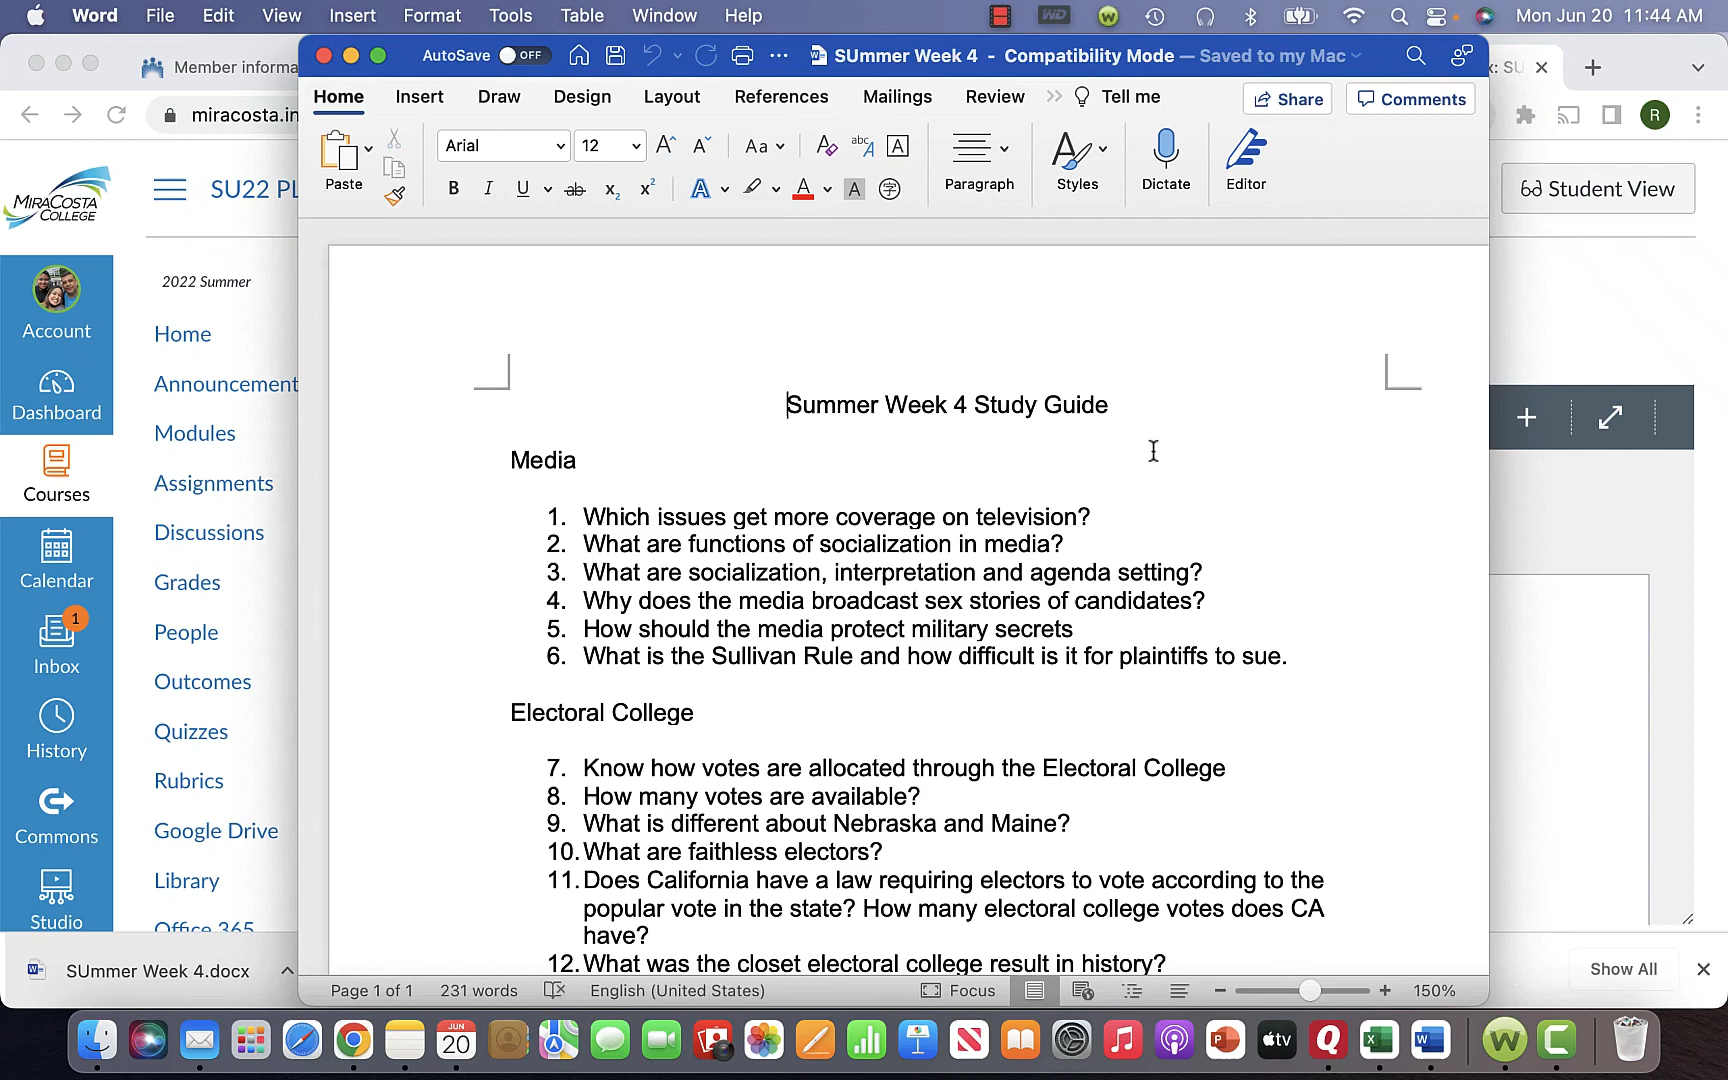 Word File Edit View Insert Format Tools Table Window Help Mon Jun 20 11:44 AM
Member informa
AutoSave OFF SUmmer Week 4 - Compatibility Mode — Saved to my Mac
x: SU
miracosta.in
R
Home Insert Draw Design Layout References Mailings Review Tell me Share Comments
Arial 12 Aa
Paste
Paragraph Styles Dictate Editor
MIRACOSTA COLLEGE
SU22 PL
Student View
2022 Summer
Account
Dashboard
Courses
Calendar
1
Inbox
History
Commons
Studio
Home
Announcement
Modules
Assignments
Discussions
Grades
People
Outcomes
Quizzes
Rubrics
Google Drive
Library
Office 365
Summer Week 4 Study Guide
Media
1. Which issues get more coverage on television?
2. What are functions of socialization in media?
3. What are socialization, interpretation and agenda setting?
4. Why does the media broadcast sex stories of candidates?
5. How should the media protect military secrets
6. What is the Sullivan Rule and how difficult is it for plaintiffs to sue.
Electoral College
7. Know how votes are allocated through the Electoral College
8. How many votes are available?
9. What is different about Nebraska and Maine?
10. What are faithless electors?
11. Does California have a law requiring electors to vote according to the
popular vote in the state? How many electoral college votes does CA
have?
12. What was the closet electoral college result in history?
Page 1 of 1 231 words English (United States) Focus 150%
SUmmer Week 4.docx
Show All
JUN
20
tv